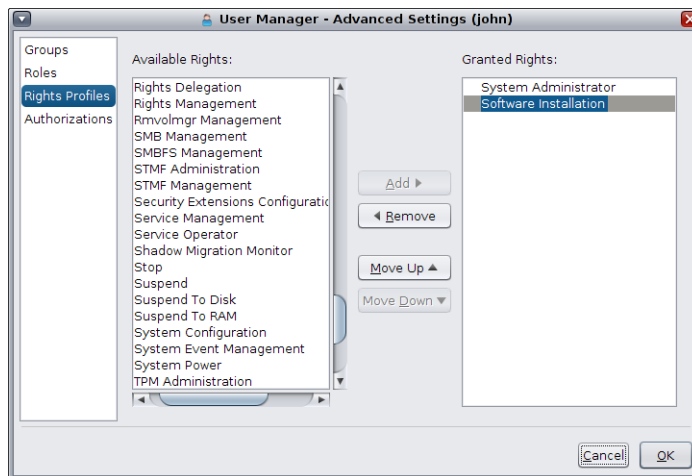 User Manager - Advanced Settings (john)
Groups
Roles
Rights Profiles
Authorizations
Available Rights:
Rights Delegation
Rights Management
Rmvolmgr Management
SMB Management
SMBFS Management
STMF Administration
STMF Management
Security Extensions Configuratic
Service Management
Service Operator
Shadow Migration Monitor
Stop
Suspend
Suspend To Disk
Suspend To RAM
System Configuration
System Event Management
System Power
TPM Administration
Add
Remove
Move Up
Move Down
Granted Rights:
System Administrator
Software Installation
Cancel
OK